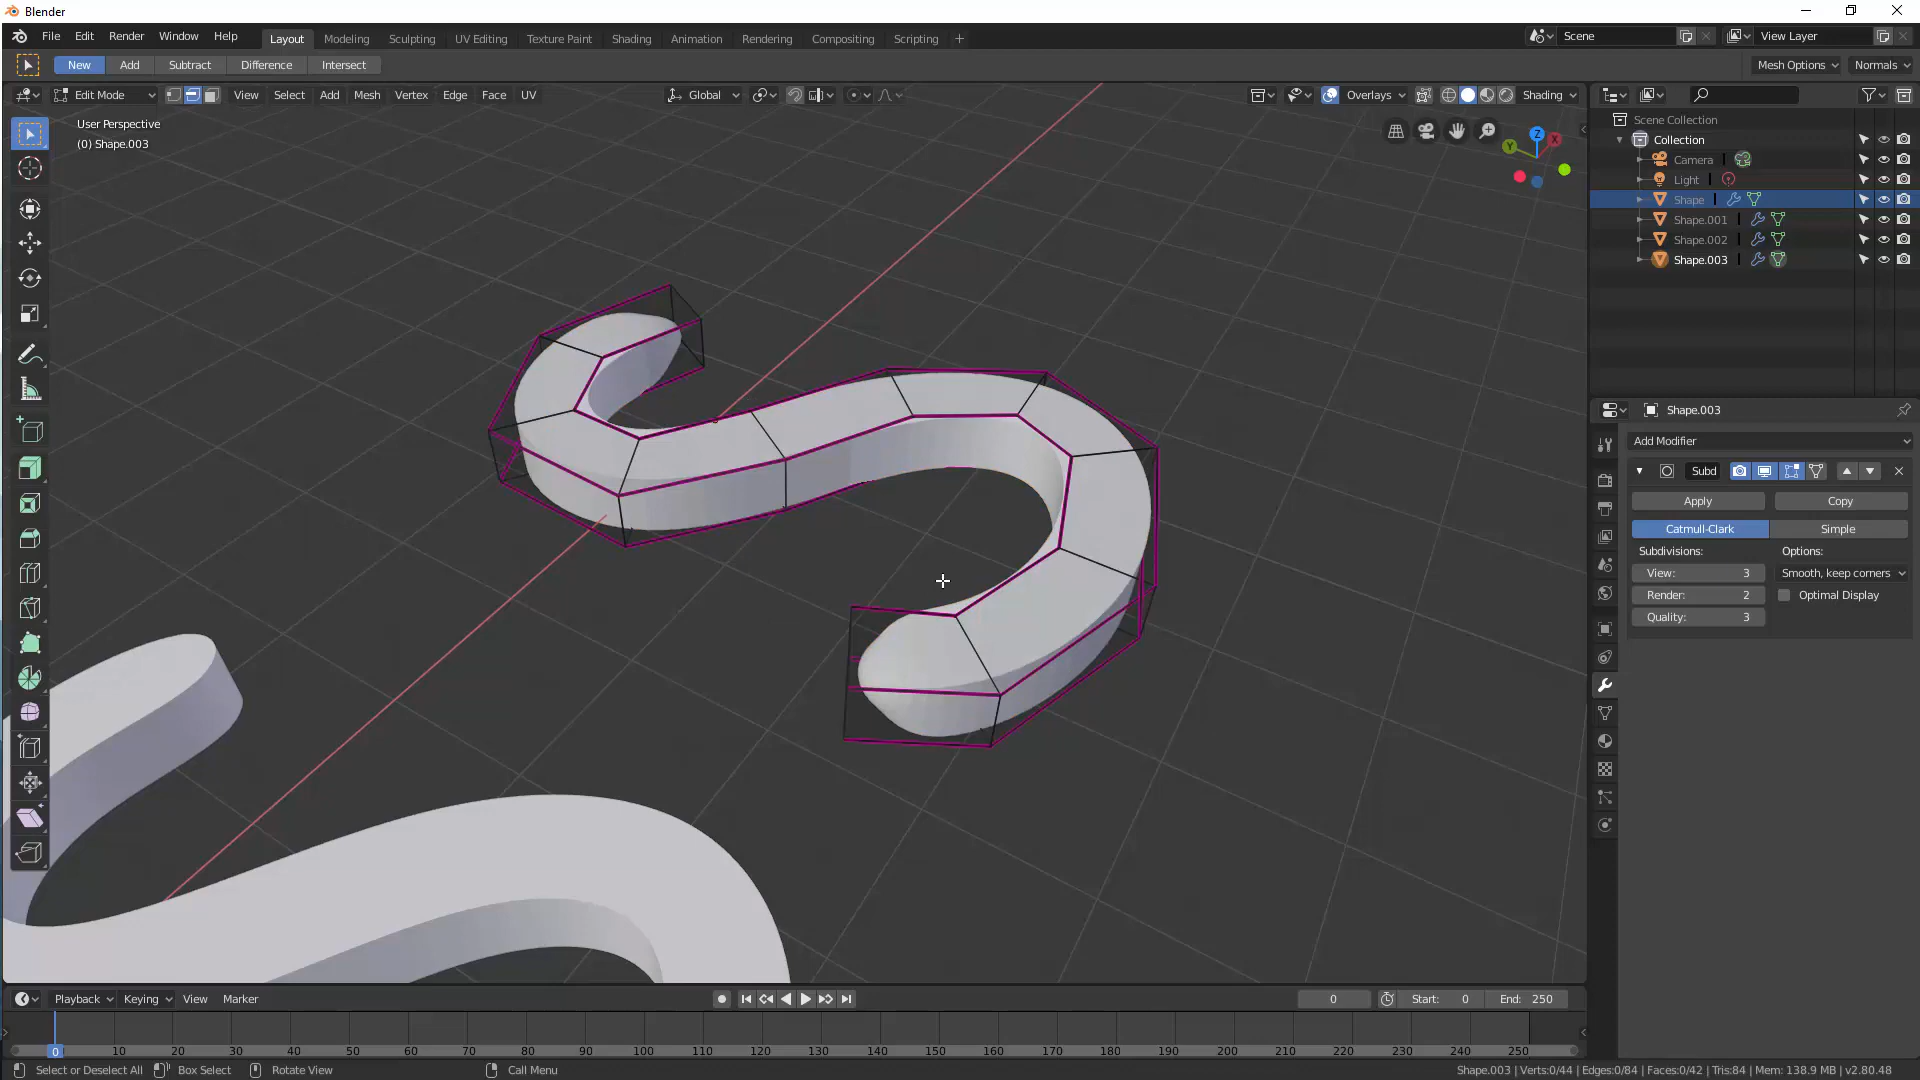 Blender
File Edit Render Window Help Layout Modeling Sculpting UV Editing Texture Paint Shading Animation Rendering Compositing Scripting Scene View Layer
New Add Subtract Difference Intersect Mesh Options Normals
Edit Mode View Select Add Mesh Vertex Edge Face UV Global Overlays Shading
User Perspective
(0) Shape.003
Z
X
Y
Scene Collection
Collection
Camera
Light
Shape
Shape.001
Shape.002
Shape.003
Shape.003
Add Modifier
Subd
Apply Copy
Catmull-Clark Simple
Subdivisions: Options:
View: 3 Smooth, keep corners
Render: 2 Optimal Display
Quality: 3
Playback Keying View Marker 0 Start: 0 End: 250
0 10 20 30 40 50 60 70 80 90 100 110 120 130 140 150 160 170 180 190 200 210 220 230 240 250
Select or Deselect All Box Select Rotate View Call Menu Shape.003 | Verts:0/44 | Edges:0/84 | Faces:0/42 | Tris:84 | Mem: 138.9 MB | v2.80.48